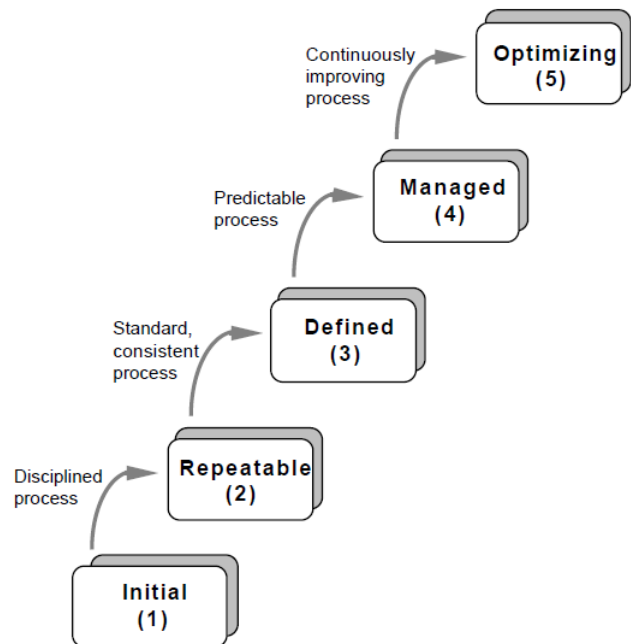 Continuously
improving
process
Optimizing
(5)
Predictable
process
Managed
(4)
Standard,
consistent
process
Defined
(3)
Disciplined
process
Repeatable
(2)
Initial
(1)